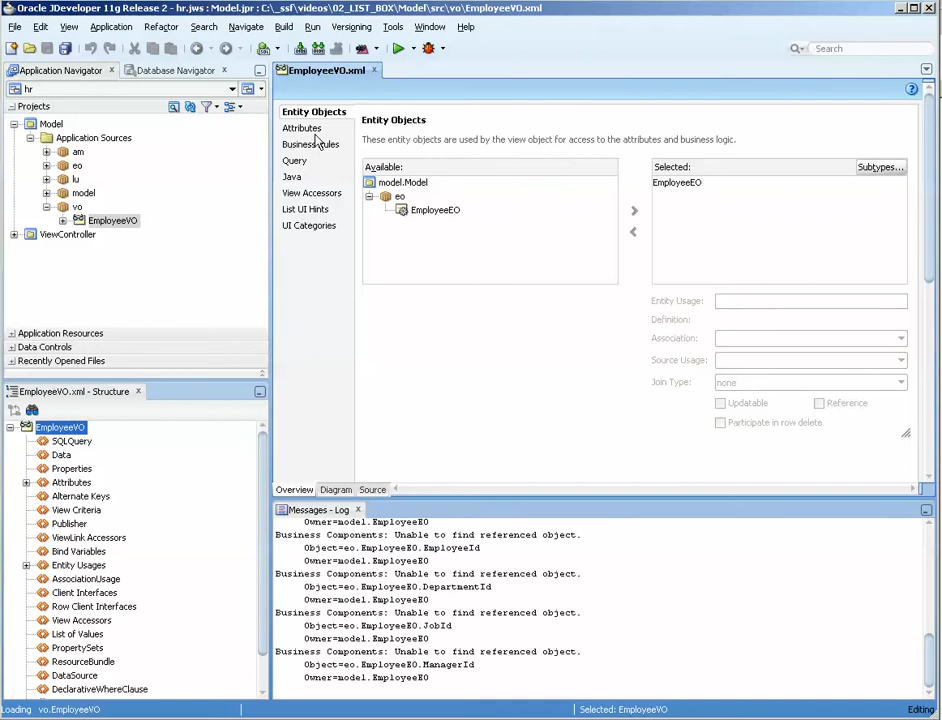 Oracle JDeveloper 11g Release 2 - hr.jws : Model.jpr : C:\_ssf\videos\02_LIST_BOX\Model\src\vo\EmployeeVO.xml
File Edit View Application Refactor Search Navigate Build Run Versioning Tools Window Help
Search
Application Navigator
Database Navigator
hr
Projects
Model
Application Sources
am
eo
lu
model
vo
EmployeeVO
ViewController
Application Resources
Data Controls
Recently Opened Files
EmployeeVO.xml - Structure
EmployeeVO
SQLQuery
Data
Properties
Attributes
Alternate Keys
View Criteria
Publisher
ViewLink Accessors
Bind Variables
Entity Usages
AssociationUsage
Client Interfaces
Row Client Interfaces
View Accessors
List of Values
PropertySets
ResourceBundle
DataSource
DeclarativeWhereClause
EmployeeVO.xml
Entity Objects
Attributes
Business Rules
Query
Java
View Accessors
List UI Hints
UI Categories
Entity Objects
These entity objects are used by the view object for access to the attributes and business logic.
Available:
model.Model
eo
EmployeeEO
Selected:
Subtypes...
EmployeeEO
Entity Usage:
Definition:
Association:
Source Usage:
Join Type: none
Updatable Reference
Participate in row delete
Overview Diagram Source
Messages - Log
Owner=model.EmployeeEO
Business Components: Unable to find referenced object.
Object=eo.EmployeeEO.EmployeeId
Owner=model.EmployeeEO
Business Components: Unable to find referenced object.
Object=eo.EmployeeEO.DepartmentId
Owner=model.EmployeeEO
Business Components: Unable to find referenced object.
Object=eo.EmployeeEO.JobId
Owner=model.EmployeeEO
Business Components: Unable to find referenced object.
Object=eo.EmployeeEO.ManagerId
Owner=model.EmployeeEO
Loading vo.EmployeeVO
Selected: EmployeeVO
Editing